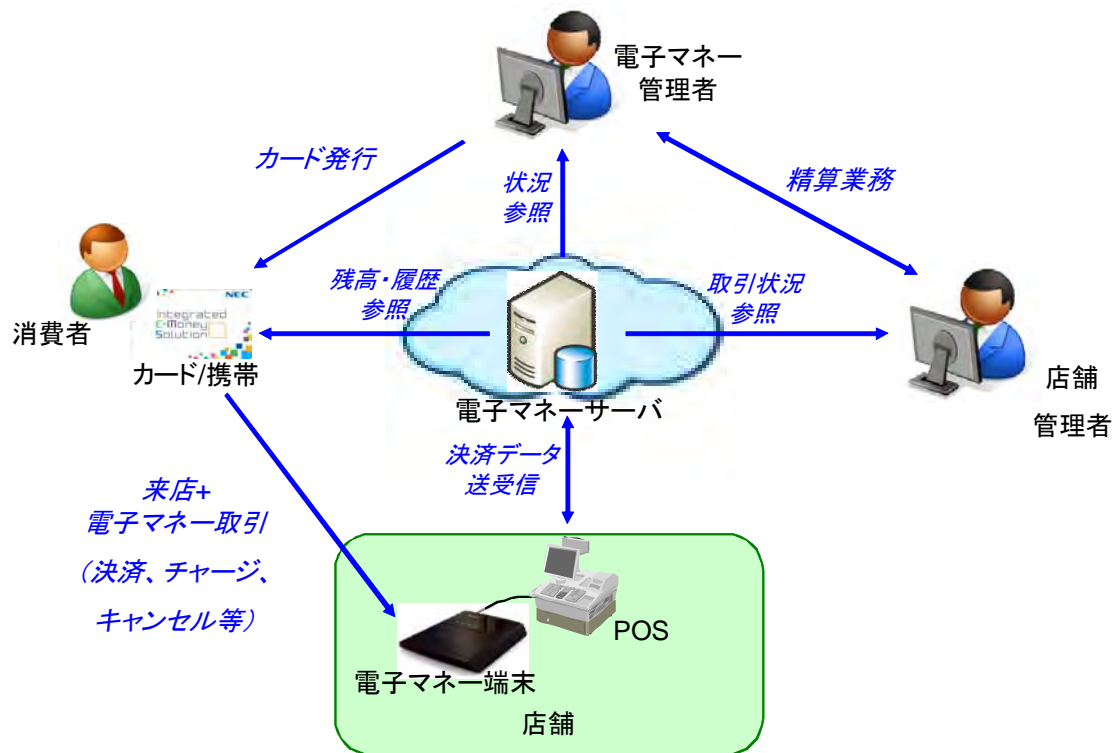 電子マネー
管理者
カード発行
状況
参照
精算業務
残高・履歴
参照
取引状況
参照
消費者
NEC
Integrated
E-Money
Solution
カード/携帯
電子マネーサーバ
店舗
管理者
決済データ
送受信
来店+
電子マネー取引
(決済、チャージ、
キャンセル等)
POS
電子マネー端末
店舗